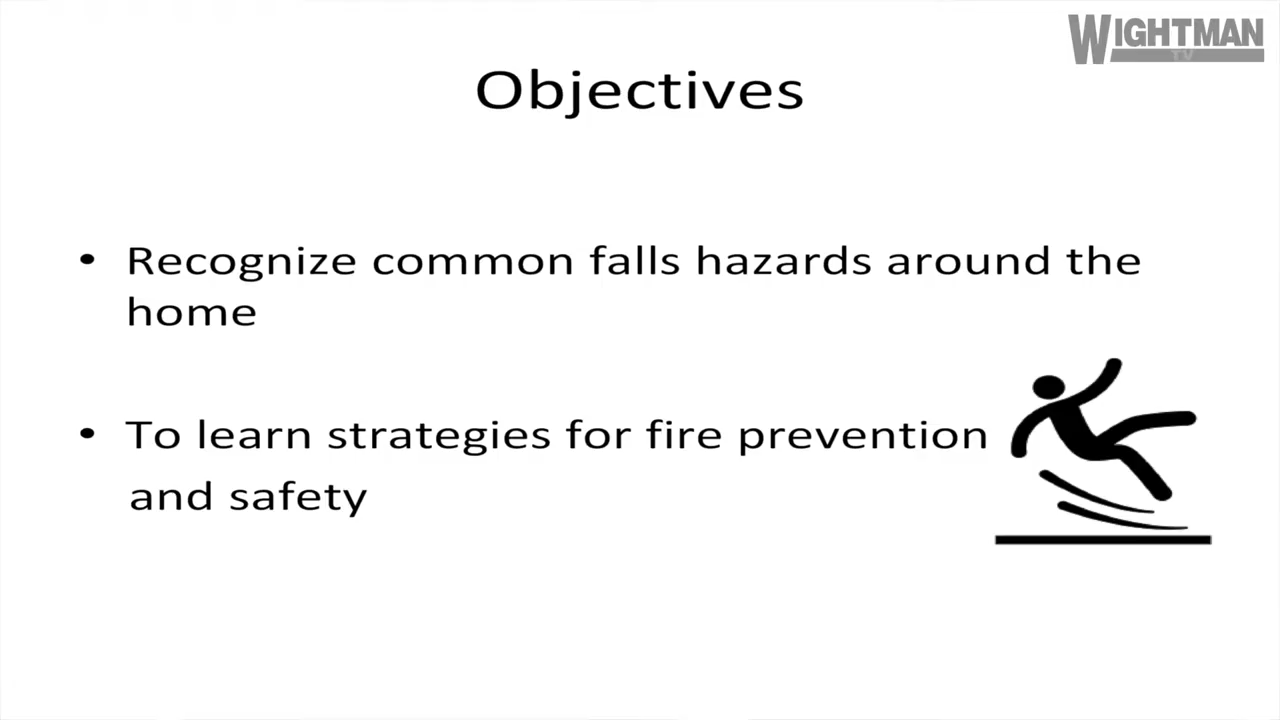 WIGHTMAN
TV
Objectives
• Recognize common falls hazards around the
home
• To learn strategies for fire prevention
and safety